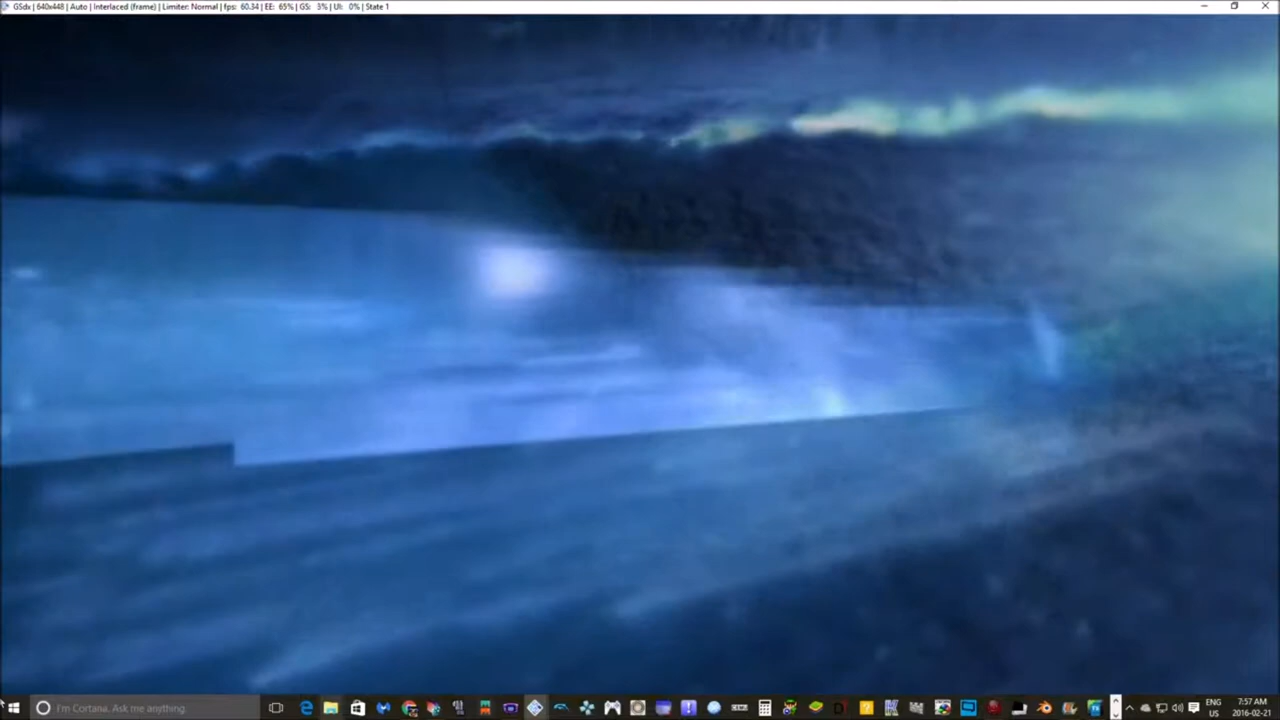 GSdx | 640x448 | Auto | Interlaced (frame) | Limiter: Normal | fps: 60.34 | EE: 65% | GS: 3% | UI: 0% | State 1
I'm Cortana. Ask me anything.
ENG 7:57 AM
US 2016-02-21